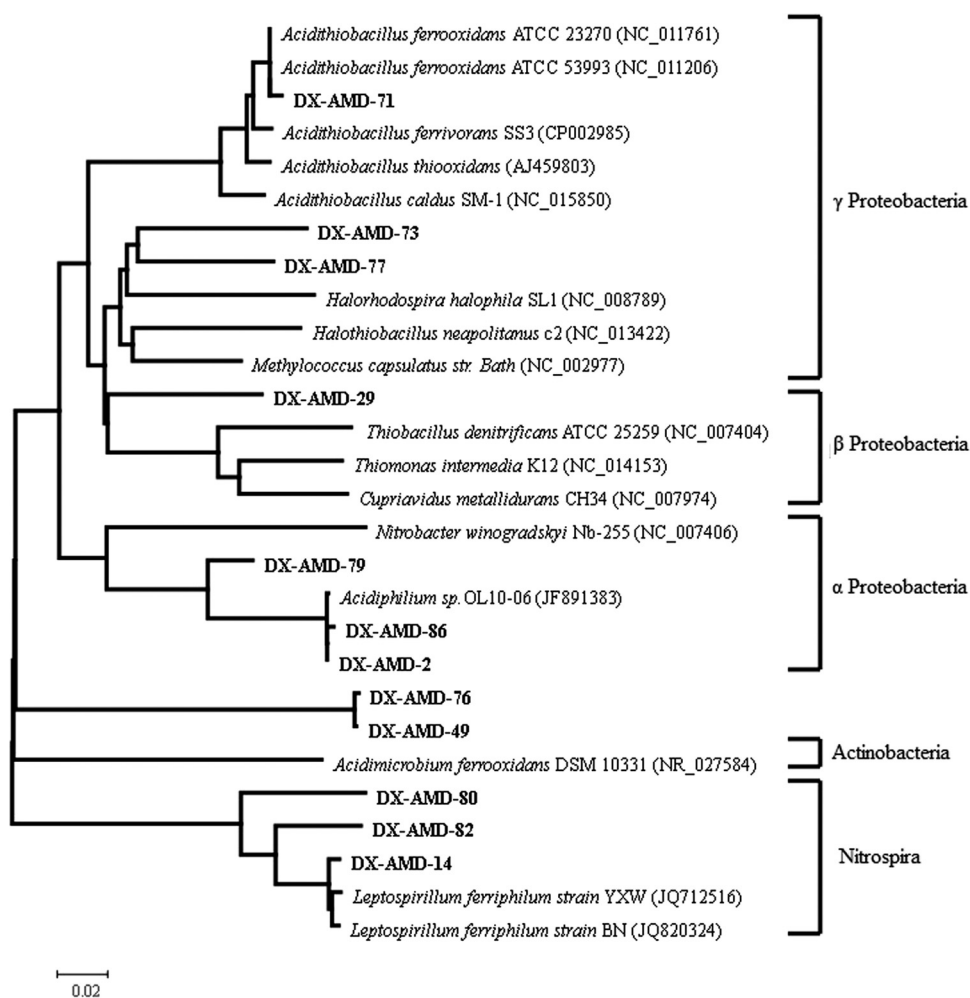 Acidithiobacillus ferrooxidans ATCC 23270 (NC_011761)
Acidithiobacillus ferrooxidans ATCC 53993 (NC_011206)
DX-AMD-71
Acidithiobacillus ferrivorans SS3 (CP002985)
Acidithiobacillus thiooxidans (AJ459803)
Acidithiobacillus caldus SM-1 (NC_015850)
γ Proteobacteria
DX-AMD-73
DX-AMD-77
Halorhodospira halophila SL1 (NC_008789)
Halothiobacillus neapolitanus c2 (NC_013422)
Methylococcus capsulatus str. Bath (NC_002977)
DX-AMD-29
Thiobacillus denitrificans ATCC 25259 (NC_007404)
β Proteobacteria
Thiomonas intermedia K12 (NC_014153)
Cupriavidus metallidurans CH34 (NC_007974)
Nitrobacter winogradskyi Nb-255 (NC_007406)
DX-AMD-79
α Proteobacteria
Acidiphilium sp. OL10-06 (JF891383)
DX-AMD-86
DX-AMD-2
DX-AMD-76
DX-AMD-49
Actinobacteria
Acidimicrobium ferrooxidans DSM 10331 (NR_027584)
DX-AMD-80
DX-AMD-82
Nitrospira
DX-AMD-14
Leptospirillum ferriphilum strain YXW (JQ712516)
Leptospirillum ferriphilum strain BN (JQ820324)
0.02